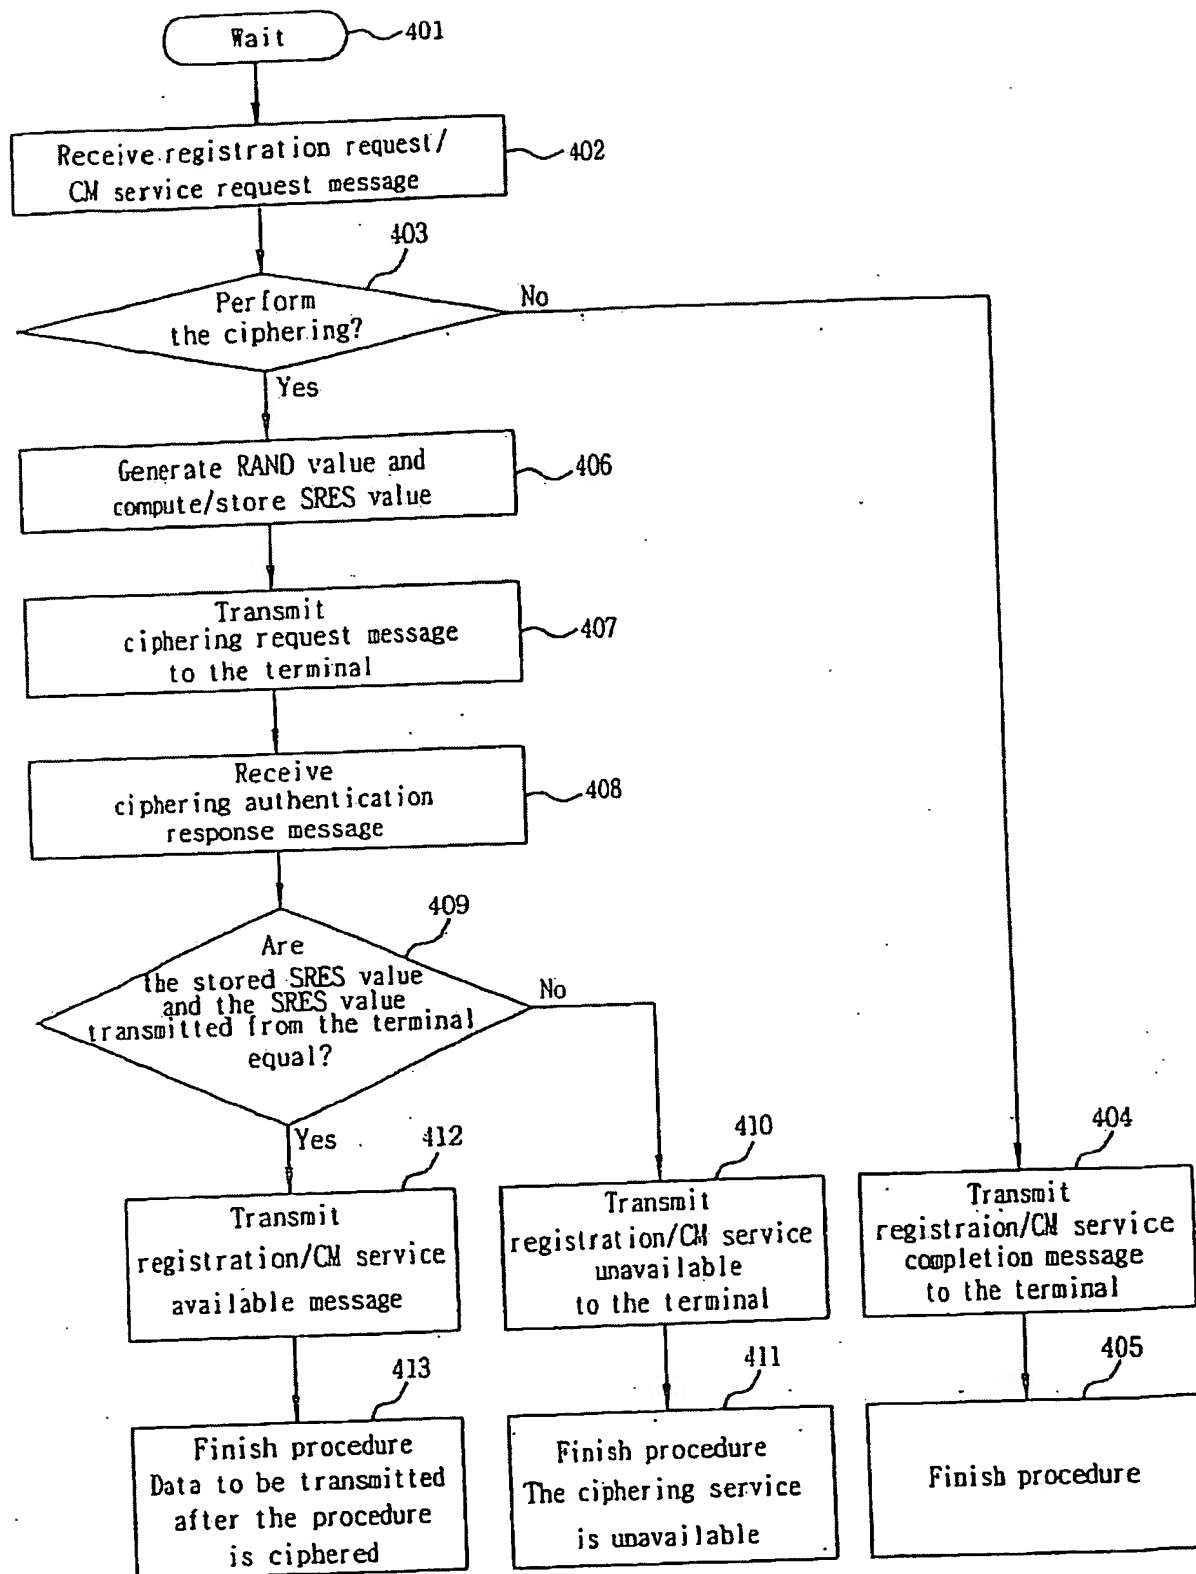 Wait
401
Receive registration request/
CM service request message
402
403
Perform
the ciphering?
No
Yes
Generate RAND value and
compute/store SRES value
406
Transmit
ciphering request message
to the terminal
407
Receive
ciphering authentication
response message
408
409
Are
the stored SRES value
and the SRES value
transmitted from the terminal
equal?
No
Yes
412
Transmit
registration/CM service
available message
410
Transmit
registration/CM service
unavailable
to the terminal
404
Transmit
registraion/CM service
completion message
to the terminal
413
Finish procedure
Data to be transmitted
after the procedure
is ciphered
411
Finish procedure
The ciphering service
is unavailable
405
Finish procedure